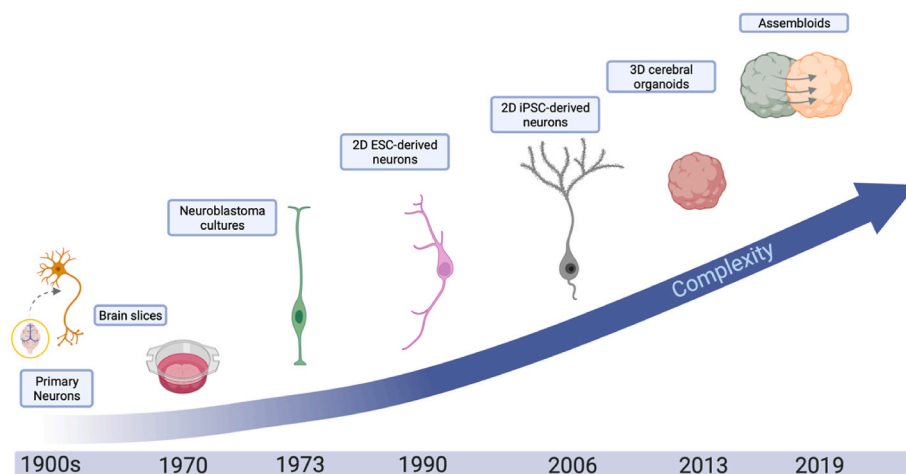 Assembloids
3D cerebral
organoids
2D iPSC-derived
neurons
2D ESC-derived
neurons
Neuroblastoma
cultures
Brain slices
Primary
Neurons
Complexity
1900s
1970
1973
1990
2006
2013
2019